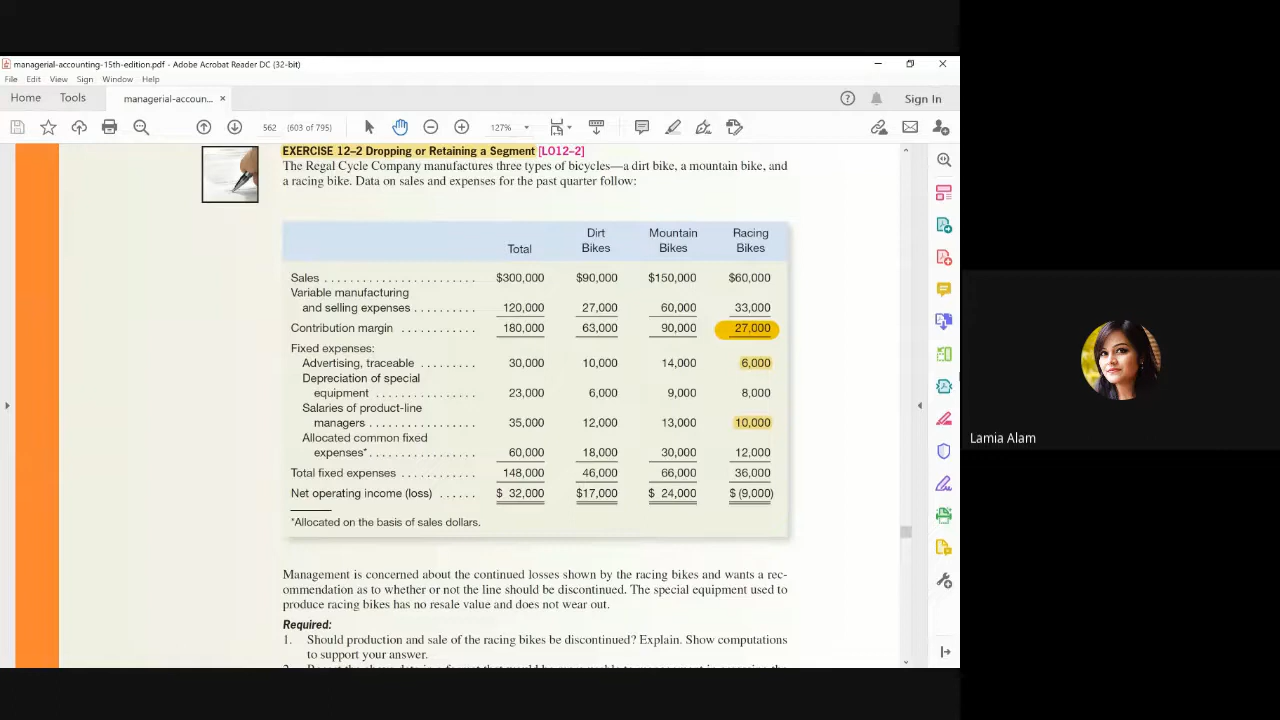 managerial-accounting-15th-edition.pdf - Adobe Acrobat Reader DC (32-bit)
File Edit View Sign Window Help
Home Tools managerial-accoun... × Sign In
562 (603 of 795) 127%
EXERCISE 12–2 Dropping or Retaining a Segment [LO12–2]
The Regal Cycle Company manufactures three types of bicycles—a dirt bike, a mountain bike, and
a racing bike. Data on sales and expenses for the past quarter follow:
Dirt Mountain Racing
Total Bikes Bikes Bikes
Sales . . . . . . . . . . . . . . . . . . . . . . . . $300,000 $90,000 $150,000 $60,000
Variable manufacturing
and selling expenses . . . . . . . . . . 120,000 27,000 60,000 33,000
Contribution margin . . . . . . . . . . . . 180,000 63,000 90,000 27,000
Fixed expenses:
Advertising, traceable . . . . . . . . . 30,000 10,000 14,000 6,000
Depreciation of special
equipment . . . . . . . . . . . . . . . . 23,000 6,000 9,000 8,000
Salaries of product-line
managers . . . . . . . . . . . . . . . . . 35,000 12,000 13,000 10,000
Allocated common fixed
expenses* . . . . . . . . . . . . . . . . . 60,000 18,000 30,000 12,000
Total fixed expenses . . . . . . . . . . . . 148,000 46,000 66,000 36,000
Net operating income (loss) . . . . . . $ 32,000 $17,000 $ 24,000 $ (9,000)
*Allocated on the basis of sales dollars.
Management is concerned about the continued losses shown by the racing bikes and wants a rec-
ommendation as to whether or not the line should be discontinued. The special equipment used to
produce racing bikes has no resale value and does not wear out.
Required:
1. Should production and sale of the racing bikes be discontinued? Explain. Show computations
to support your answer.
Lamia Alam